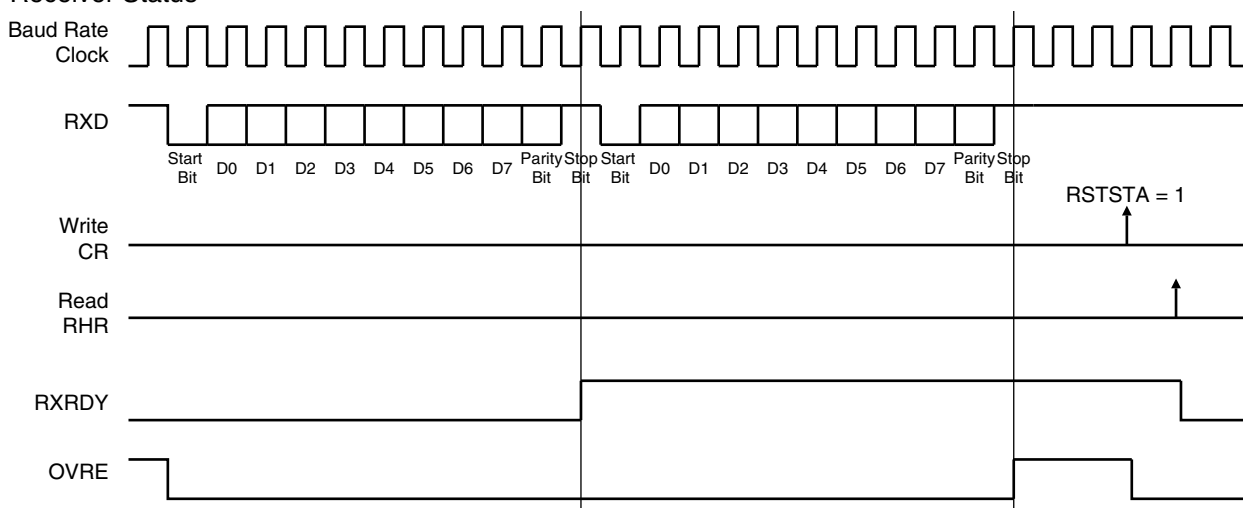 Receiver Status
Baud Rate
Clock
RXD
Start
Bit
D0 D1 D2 D3 D4 D5 D6 D7
Parity
Bit
Stop
Bit
Start
Bit
D0 D1 D2 D3 D4 D5 D6 D7
Parity
Bit
Stop
Bit
RSTSTA = 1
Write
CR
Read
RHR
RXRDY
OVRE